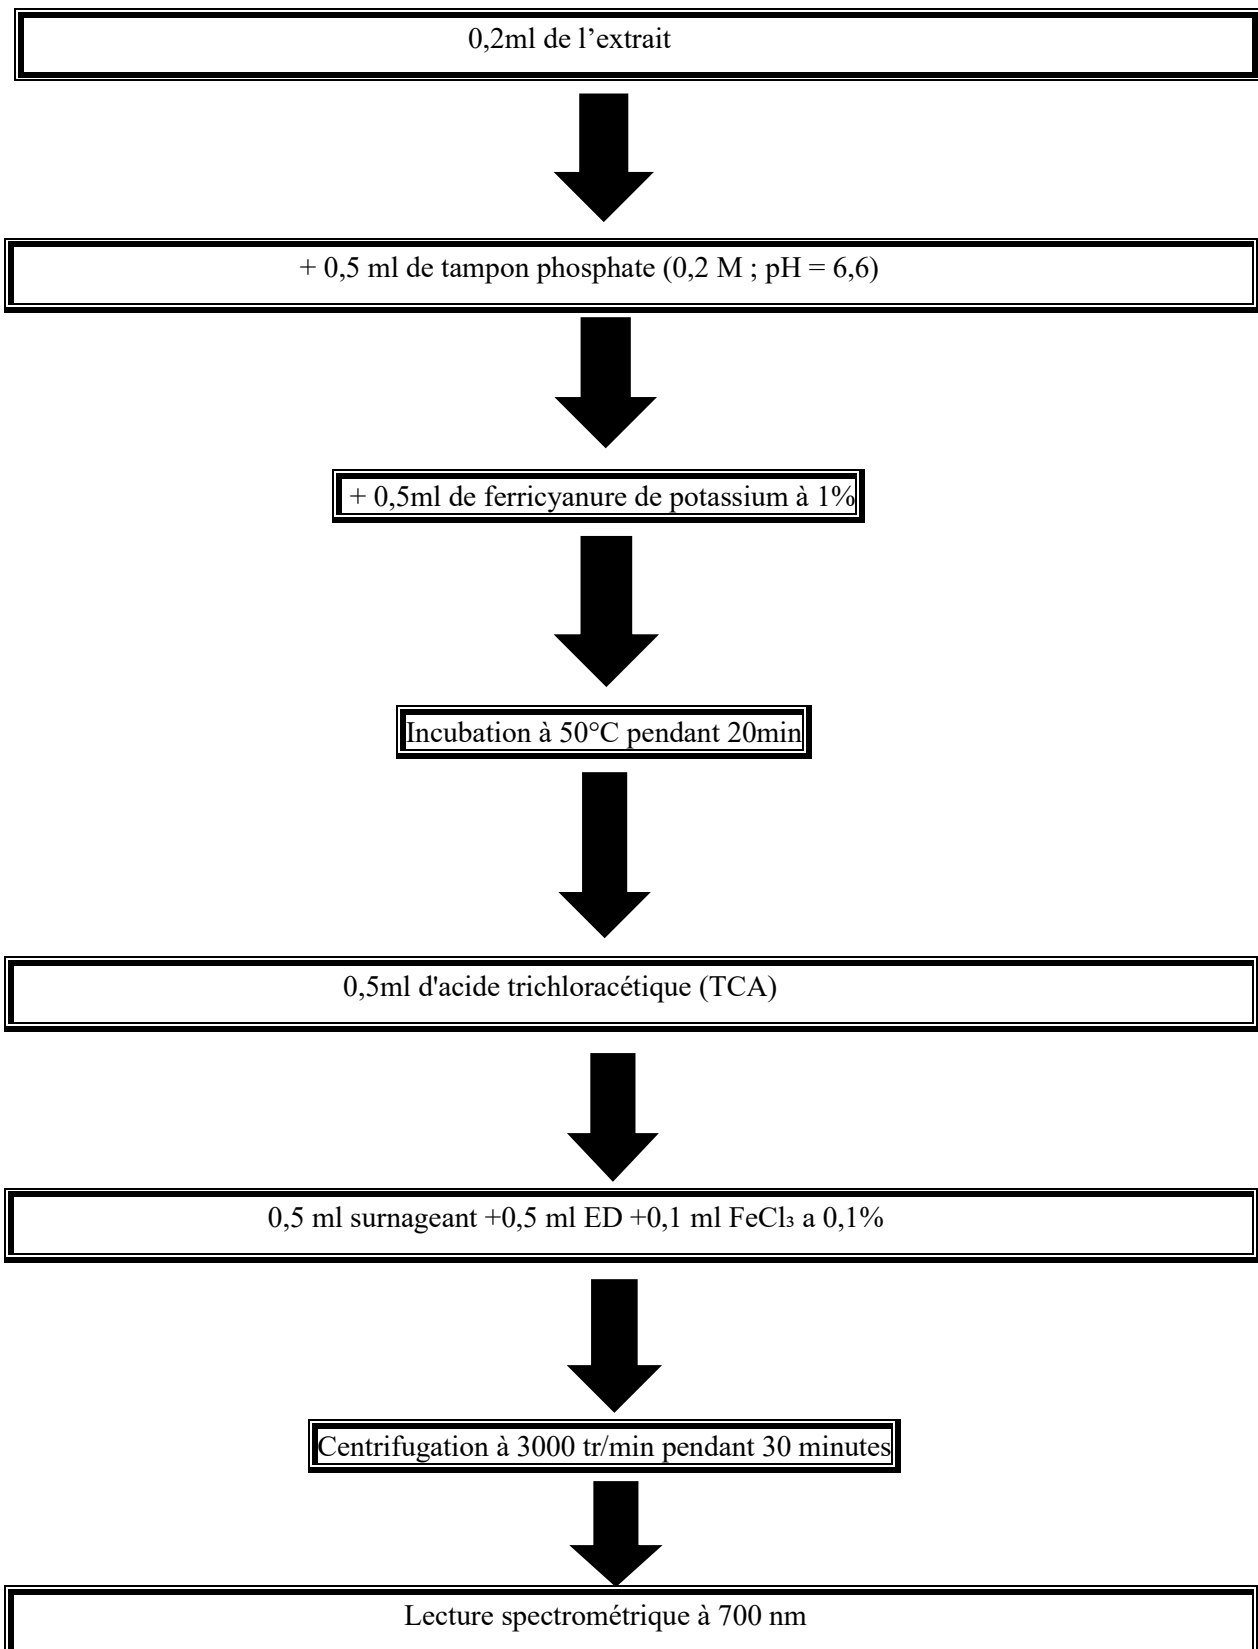 0,2ml de l’extrait
+ 0,5 ml de tampon phosphate (0,2 M ; pH = 6,6)
+ 0,5ml de ferricyanure de potassium à 1%
Incubation à 50°C pendant 20min
0,5ml d'acide trichloracétique (TCA)
0,5 ml surnageant +0,5 ml ED +0,1 ml FeCl₃ a 0,1%
Centrifugation à 3000 tr/min pendant 30 minutes
Lecture spectrométrique à 700 nm